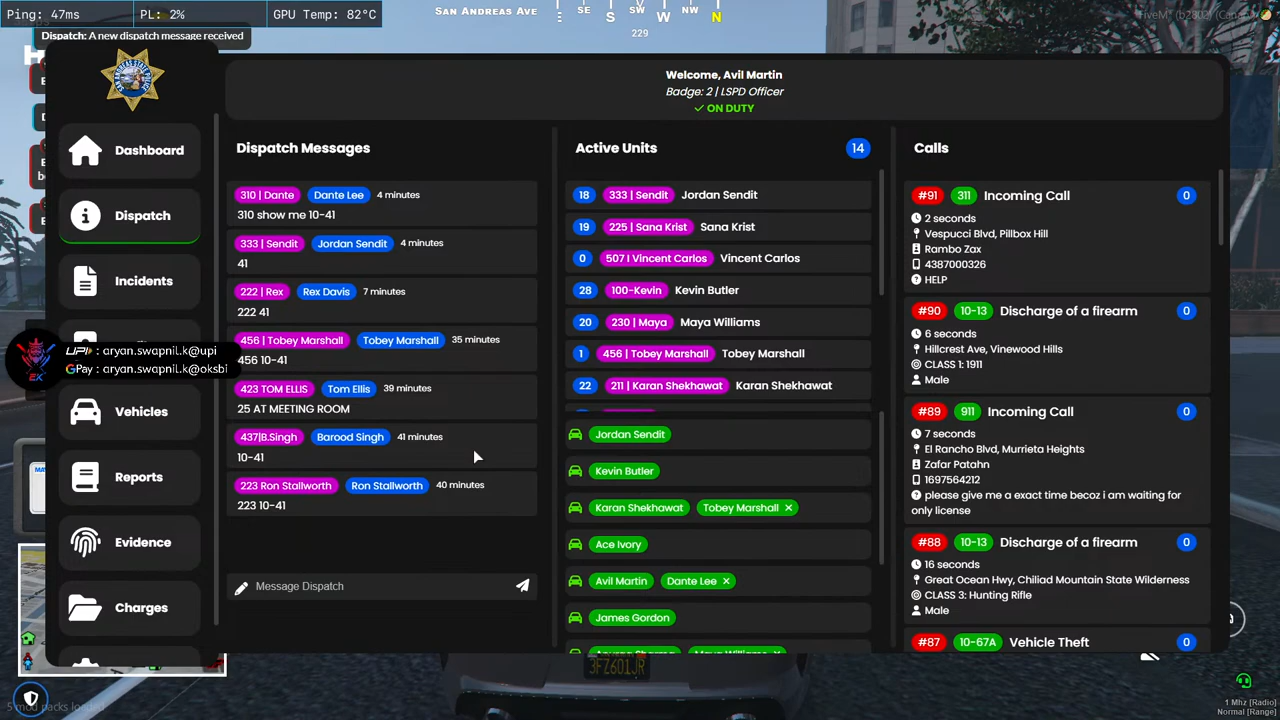 Ping: 47ms
PL: 2%
GPU Temp: 82°C
San Andreas Ave
E
S
SE
SW
W
NW
N
229
FiveM* (b2802) (Canary)
Dispatch: A new dispatch message received
Dashboard
Dispatch
Incidents
Vehicles
Reports
Evidence
Charges
UPI : aryan.swapnil.k@upi
GPay : aryan.swapnil.k@oksbi
EX
Welcome, Avil Martin
Badge: 2 | LSPD Officer
✓ ON DUTY
Dispatch Messages
310 | Dante Dante Lee 4 minutes
310 show me 10-41
333 | Sendit Jordan Sendit 4 minutes
41
222 | Rex Rex Davis 7 minutes
222 41
456 | Tobey Marshall Tobey Marshall 35 minutes
456 10-41
423 TOM ELLIS Tom Ellis 39 minutes
25 AT MEETING ROOM
437|B.Singh Barood Singh 41 minutes
10-41
223 Ron Stallworth Ron Stallworth 40 minutes
223 10-41
Message Dispatch
Active Units 14
18 333 | Sendit Jordan Sendit
19 225 | Sana Krist Sana Krist
0 507 I Vincent Carlos Vincent Carlos
28 100-Kevin Kevin Butler
20 230 | Maya Maya Williams
1 456 | Tobey Marshall Tobey Marshall
22 211 | Karan Shekhawat Karan Shekhawat
Jordan Sendit
Kevin Butler
Karan Shekhawat Tobey Marshall ×
Ace Ivory
Avil Martin Dante Lee ×
James Gordon
Maya Williams
Calls
#91 311 Incoming Call 0
2 seconds
Vespucci Blvd, Pillbox Hill
Rambo Zax
4387000326
HELP
#90 10-13 Discharge of a firearm 0
6 seconds
Hillcrest Ave, Vinewood Hills
CLASS 1: 1911
Male
#89 911 Incoming Call 0
7 seconds
El Rancho Blvd, Murrieta Heights
Zafar Patahn
1697564212
please give me a exact time becoz i am waiting for
only license
#88 10-13 Discharge of a firearm 0
16 seconds
Great Ocean Hwy, Chiliad Mountain State Wilderness
CLASS 3: Hunting Rifle
Male
#87 10-67A Vehicle Theft 0
3FZ601JR
5 mod packs loaded
1 Mhz [Radio]
Normal [Range]